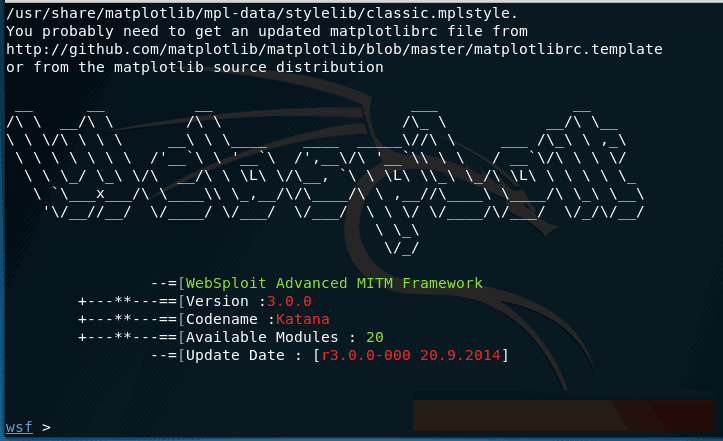 /usr/share/matplotlib/mpl-data/stylelib/classic.mplstyle.
You probably need to get an updated matplotlibrc file from
http://github.com/matplotlib/matplotlib/blob/master/matplotlibrc.template
or from the matplotlib source distribution
--=[WebSploit Advanced MITM Framework
+---**---==[Version :3.0.0
+---**---==[Codename :Katana
+---**---==[Available Modules : 20
--=[Update Date : [r3.0.0-000 20.9.2014]
wsf >